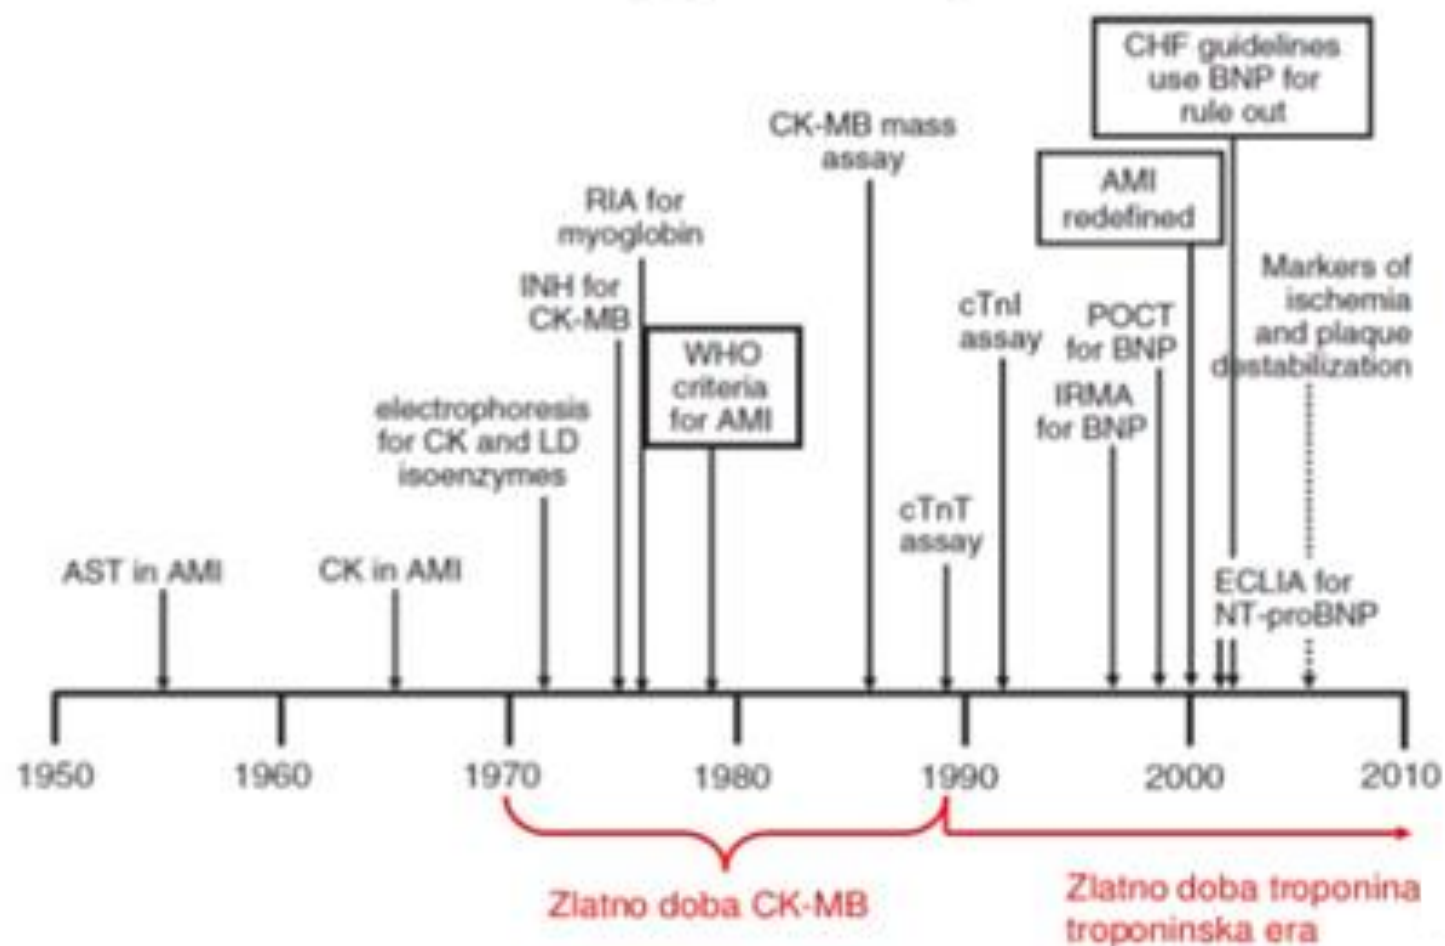 CHF guidelines
use BNP for
rule out
CK-MB mass
assay
AMI
redefined
RIA for
myoglobin
INH for
CK-MB
WHO
criteria
for AMI
cTnI
assay
POCT
for BNP
IRMA
for BNP
Markers of
ischemia
and plaque
destabilization
electrophoresis
for CK and LD
isoenzymes
cTnT
assay
AST in AMI
CK in AMI
ECLIA for
NT-proBNP
1950 1960 1970 1980 1990 2000 2010
Zlatno doba CK-MB
Zlatno doba troponina
troponinska era